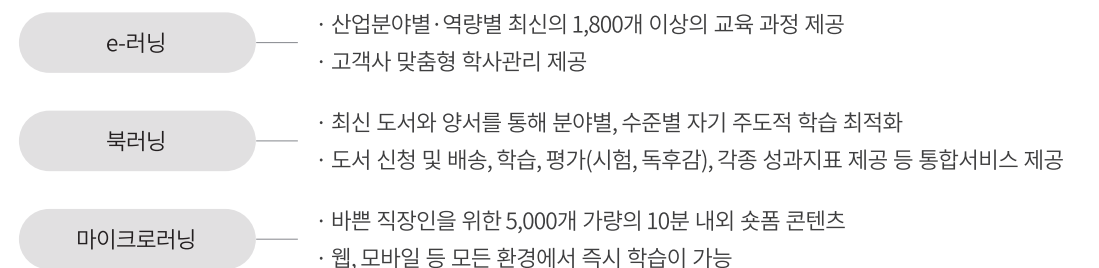 e-러닝
· 산업분야별·역량별 최신의 1,800개 이상의 교육 과정 제공
· 고객사 맞춤형 학사관리 제공
북러닝
· 최신 도서와 양서를 통해 분야별, 수준별 자기 주도적 학습 최적화
· 도서 신청 및 배송, 학습, 평가(시험, 독후감), 각종 성과지표 제공 등 통합서비스 제공
마이크로러닝
· 바쁜 직장인을 위한 5,000개 가량의 10분 내외 숏폼 콘텐츠
· 웹, 모바일 등 모든 환경에서 즉시 학습이 가능